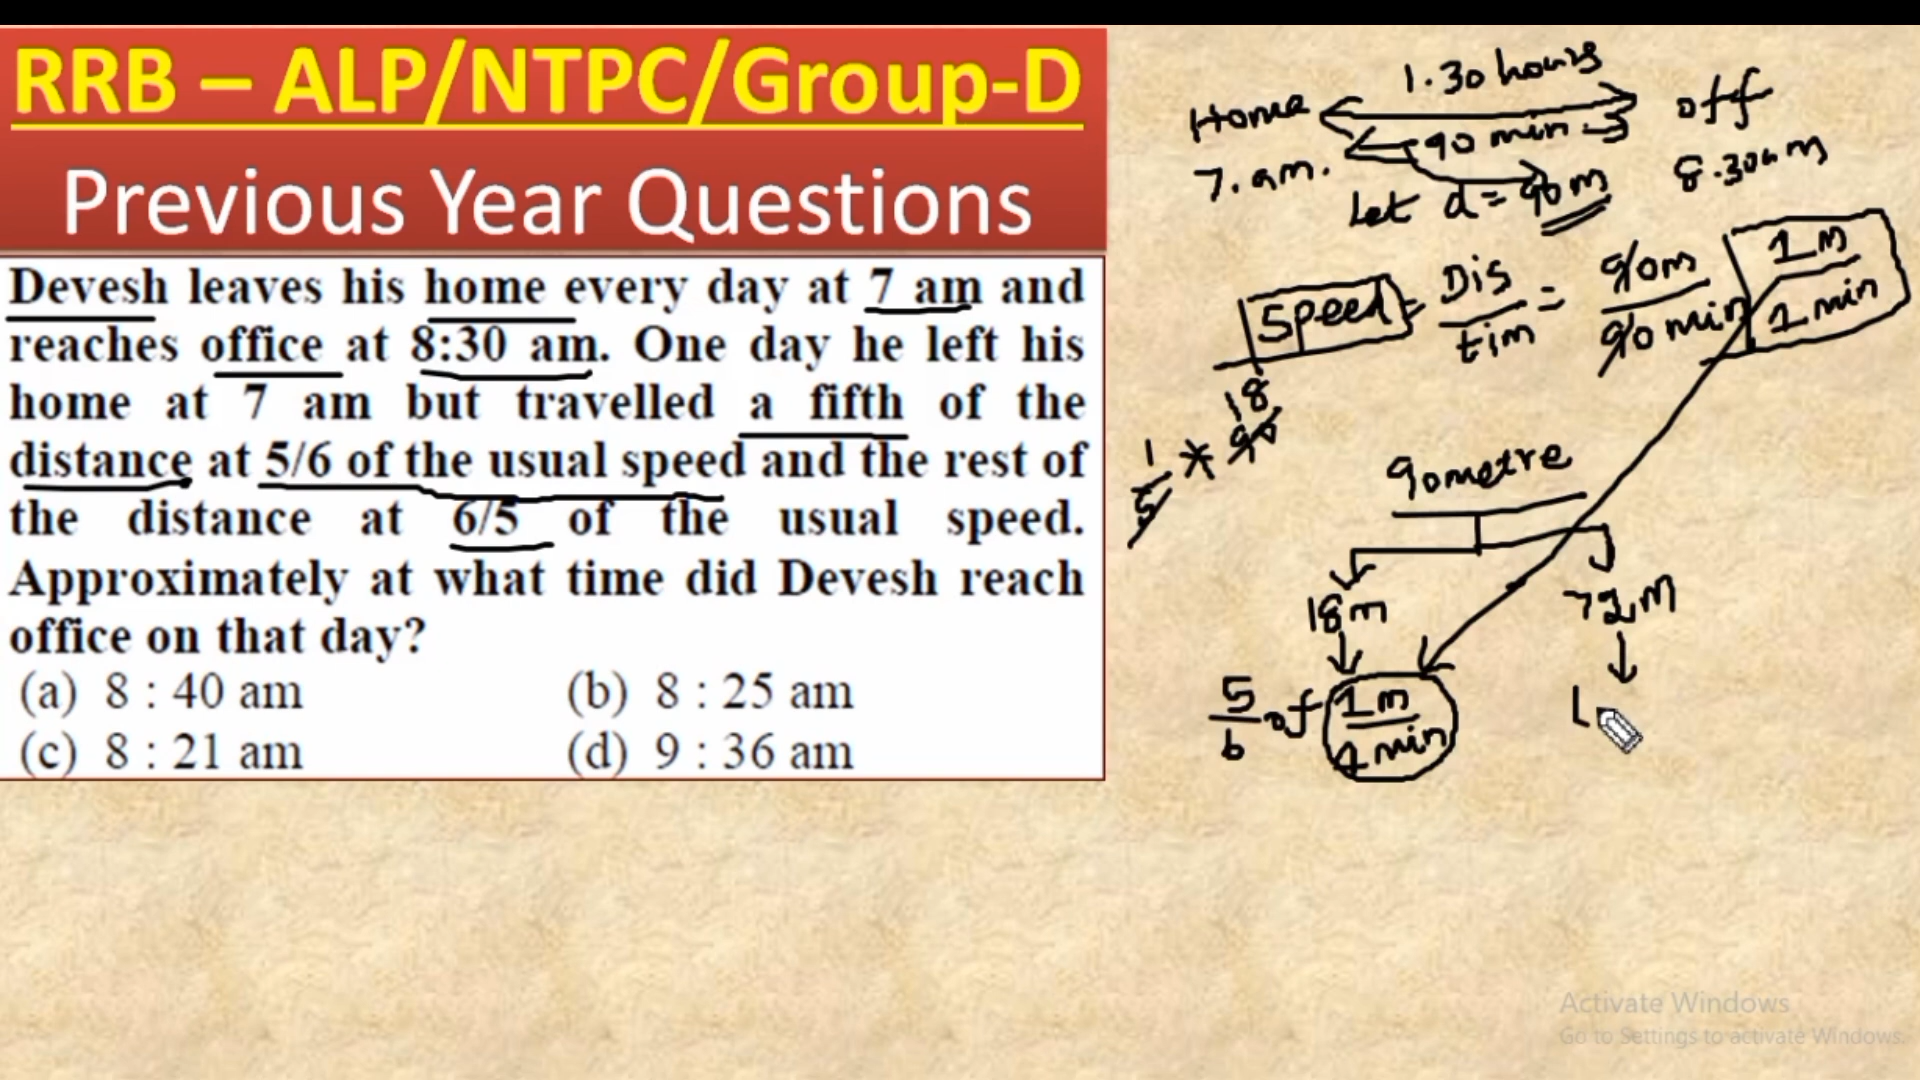 RRB – ALP/NTPC/Group-D
Previous Year Questions
Devesh leaves his home every day at 7 am and
reaches office at 8:30 am. One day he left his
home at 7 am but travelled a fifth of the
distance at 5/6 of the usual speed and the rest of
the distance at 6/5 of the usual speed.
Approximately at what time did Devesh reach
office on that day?
(a) 8 : 40 am
(b) 8 : 25 am
(c) 8 : 21 am
(d) 9 : 36 am
1.30 hours
Home
off
90 min
7. am.
8.30am
Let d = 90m
Speed = Dis/tim = 90m/90 min
1m/1 min
18
1/5 * 90
90metre
18m
72m
5/6 of 1m/1min
Activate Windows
Go to Settings to activate Windows.